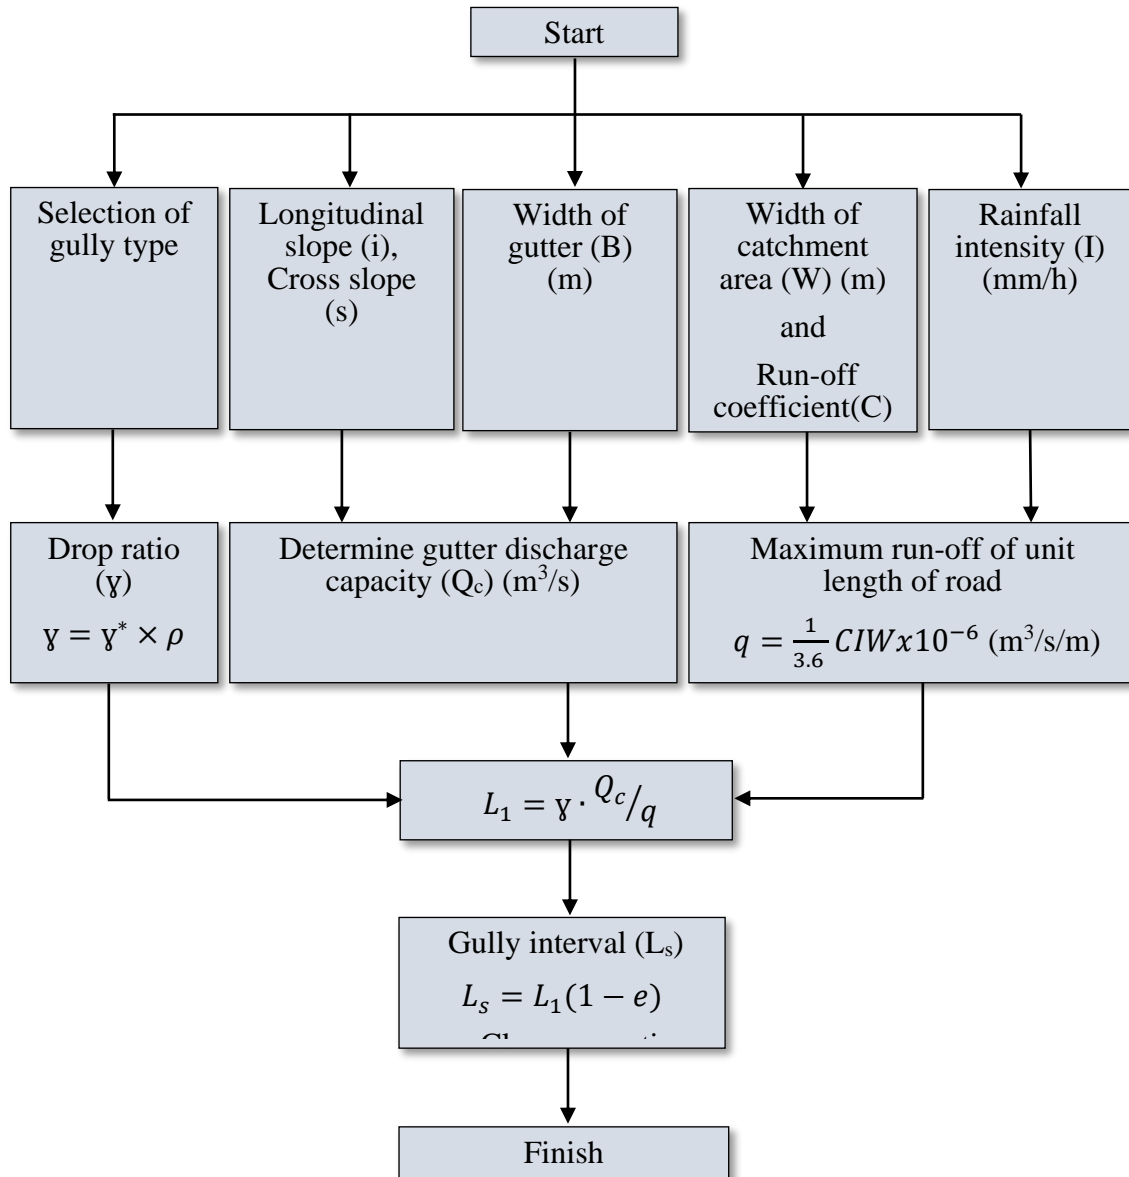 Start
Selection of
gully type
Longitudinal
slope (i),
Cross slope
(s)
Width of
gutter (B)
(m)
Width of
catchment
area (W) (m)
and
Run-off
coefficient(C)
Rainfall
intensity (I)
(mm/h)
Drop ratio
(ɣ)
ɣ = ɣ* × ρ
Determine gutter discharge
capacity (Qc) (m³/s)
Maximum run-off of unit
length of road
q = 1/3.6 CIWx10⁻⁶ (m³/s/m)
L₁ = ɣ · Qc/q
Gully interval (Ls)
Ls = L₁(1 − e)
Finish